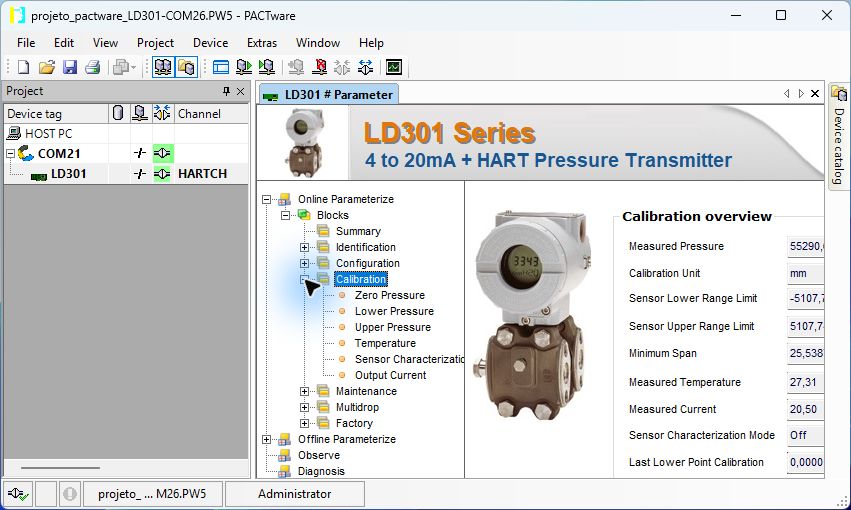 projeto_pactware_LD301-COM26.PW5 - PACTware
File Edit View Project Device Extras Window Help
Project
Device tag Channel
HOST PC
COM21
LD301 HARTCH
LD301 # Parameter
LD301 Series
4 to 20mA + HART Pressure Transmitter
Online Parameterize
Blocks
Summary
Identification
Configuration
Calibration
Zero Pressure
Lower Pressure
Upper Pressure
Temperature
Sensor Characterizatio
Output Current
Maintenance
Multidrop
Factory
Offline Parameterize
Observe
Diagnosis
3343
Calibration overview
Measured Pressure 55290,
Calibration Unit mm
Sensor Lower Range Limit -5107,7
Sensor Upper Range Limit 5107,7
Minimum Span 25,538
Measured Temperature 27,31
Measured Current 20,50
Sensor Characterization Mode Off
Last Lower Point Calibration 0,0000
Device catalog
projeto_ ... M26.PW5
Administrator